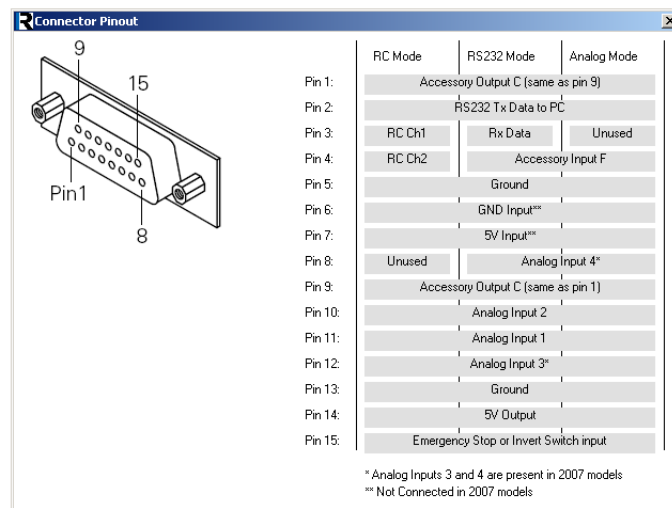 Connector Pinout
RC Mode RS232 Mode Analog Mode
9
15
Pin1
8
Pin 1: Accessory Output C (same as pin 9)
Pin 2: RS232 Tx Data to PC
Pin 3: RC Ch1 Rx Data Unused
Pin 4: RC Ch2 Accessory Input F
Pin 5: Ground
Pin 6: GND Input**
Pin 7: 5V Input**
Pin 8: Unused Analog Input 4*
Pin 9: Accessory Output C (same as pin 1)
Pin 10: Analog Input 2
Pin 11: Analog Input 1
Pin 12: Analog Input 3*
Pin 13: Ground
Pin 14: 5V Output
Pin 15: Emergency Stop or Invert Switch input
* Analog Inputs 3 and 4 are present in 2007 models
** Not Connected in 2007 models